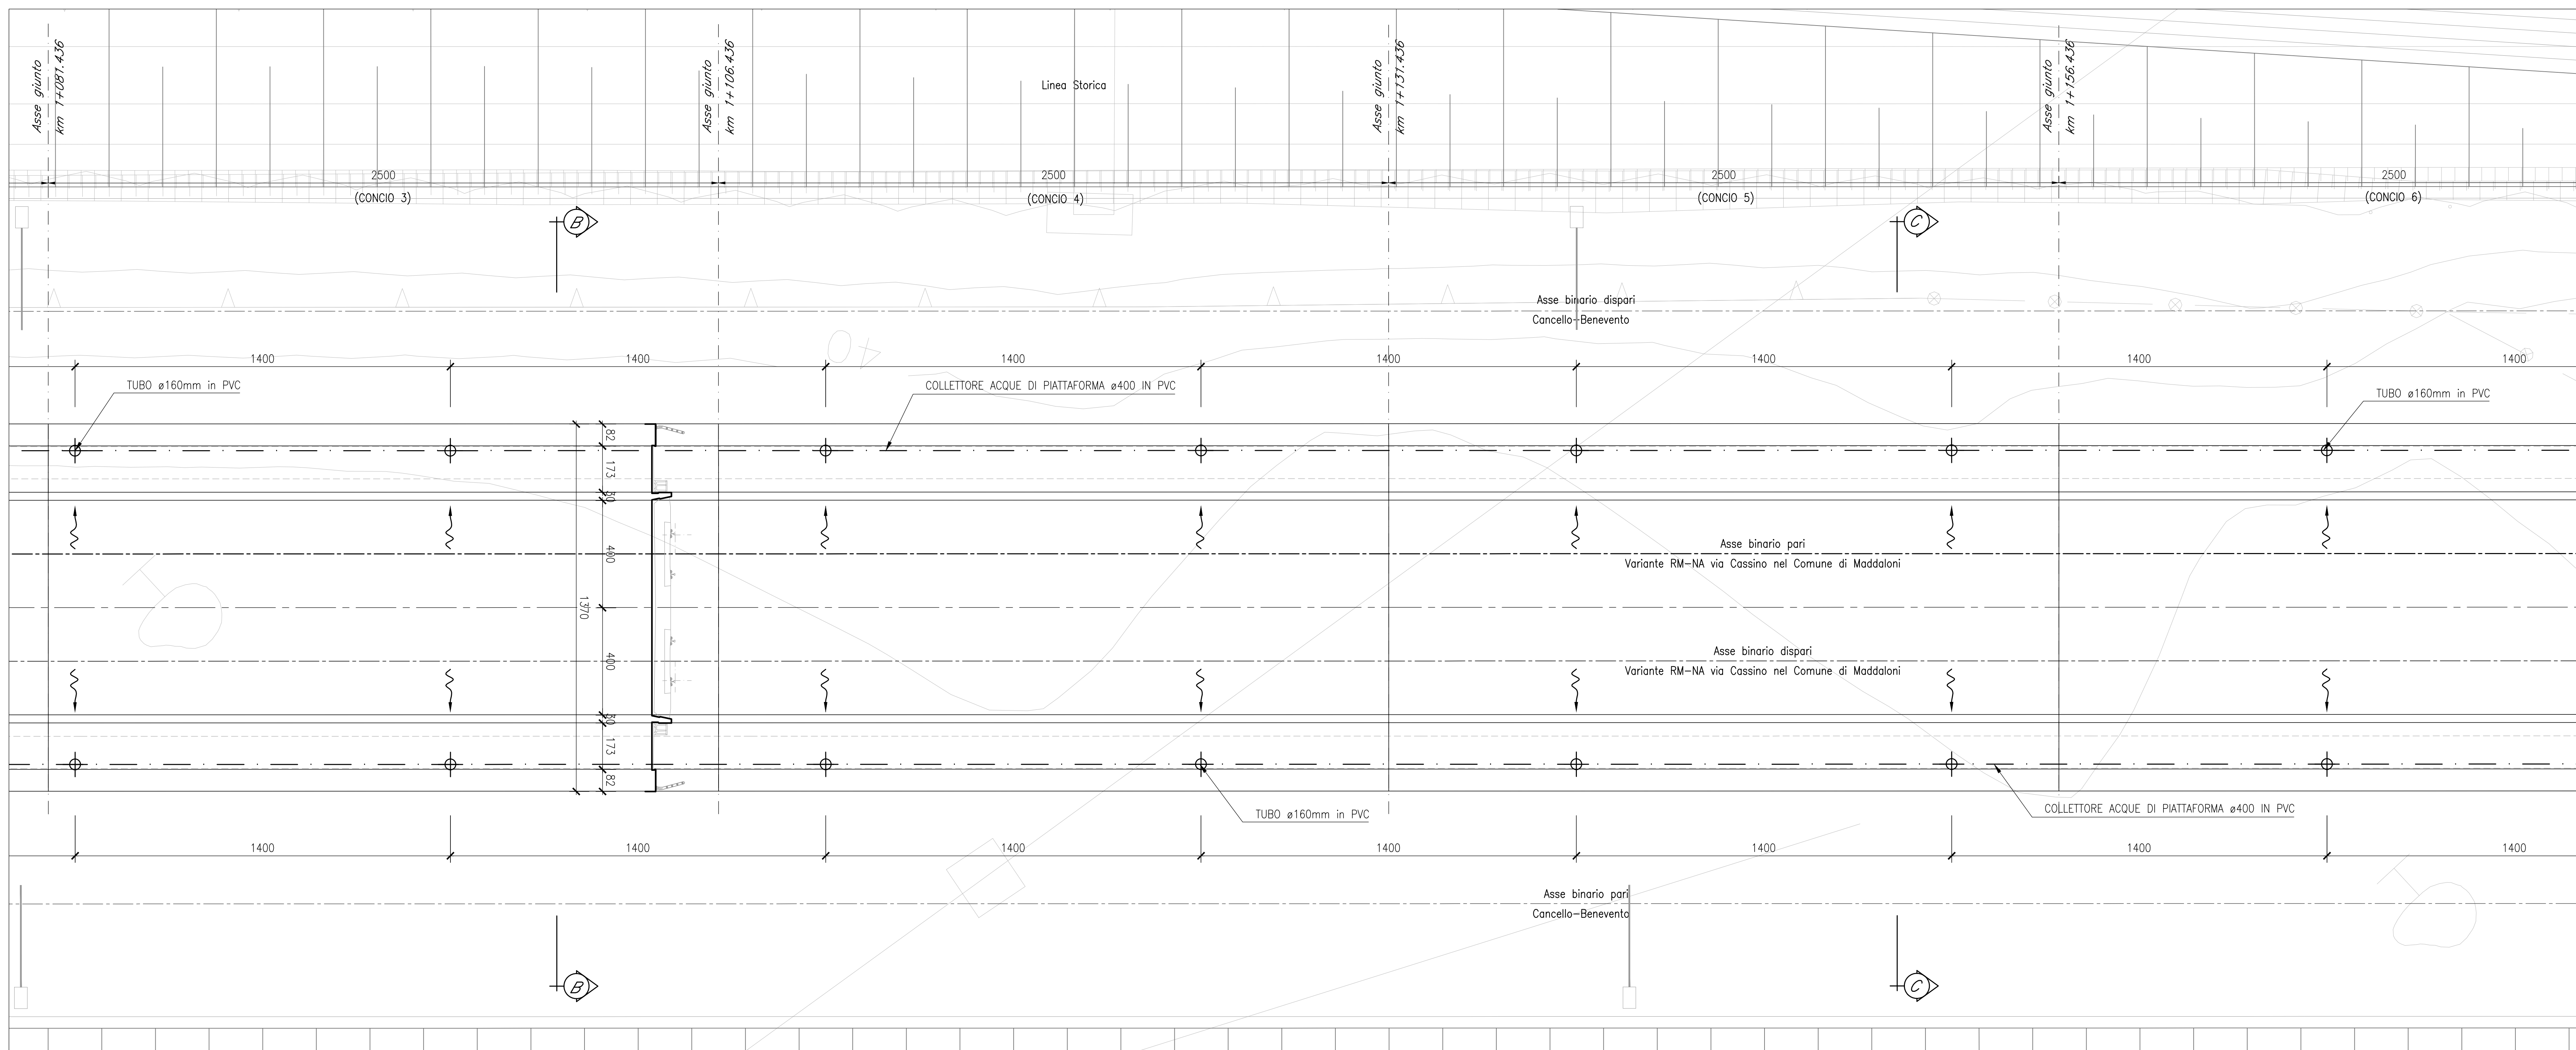 Asse giunto
km 1+081.436
Asse giunto
km 1+106.436
Asse giunto
km 1+131.436
Asse giunto
km 1+156.436
Linea Storica
2500
2500
2500
2500
(CONCIO 3)
(CONCIO 4)
(CONCIO 5)
(CONCIO 6)
B
C
Asse binario dispari
Cancello-Benevento
40
1400
1400
1400
1400
1400
1400
1400
TUBO ø160mm in PVC
COLLETTORE ACQUE DI PIATTAFORMA ø400 IN PVC
TUBO ø160mm in PVC
82
173
30
400
1370
400
30
173
82
Asse binario pari
Variante RM-NA via Cassino nel Comune di Maddaloni
Asse binario dispari
Variante RM-NA via Cassino nel Comune di Maddaloni
TUBO ø160mm in PVC
COLLETTORE ACQUE DI PIATTAFORMA ø400 IN PVC
1400
1400
1400
1400
1400
1400
1400
Asse binario pari
Cancello-Benevento
B
C